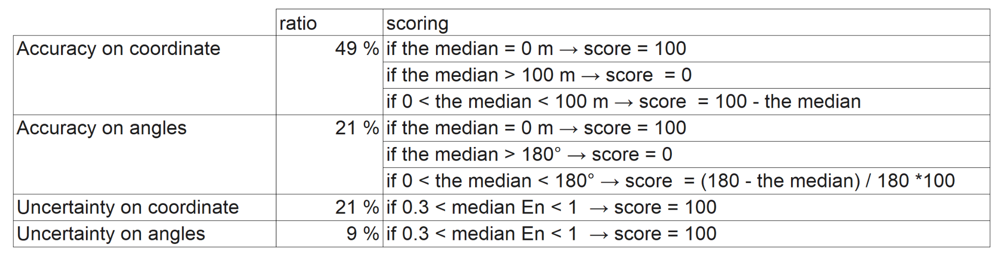 ratio scoring
Accuracy on coordinate 49 % if the median = 0 m → score = 100
if the median > 100 m → score = 0
if 0 < the median < 100 m → score = 100 - the median
Accuracy on angles 21 % if the median = 0 m → score = 100
if the median > 180° → score = 0
if 0 < the median < 180° → score = (180 - the median) / 180 *100
Uncertainty on coordinate 21 % if 0.3 < median En < 1 → score = 100
Uncertainty on angles 9 % if 0.3 < median En < 1 → score = 100